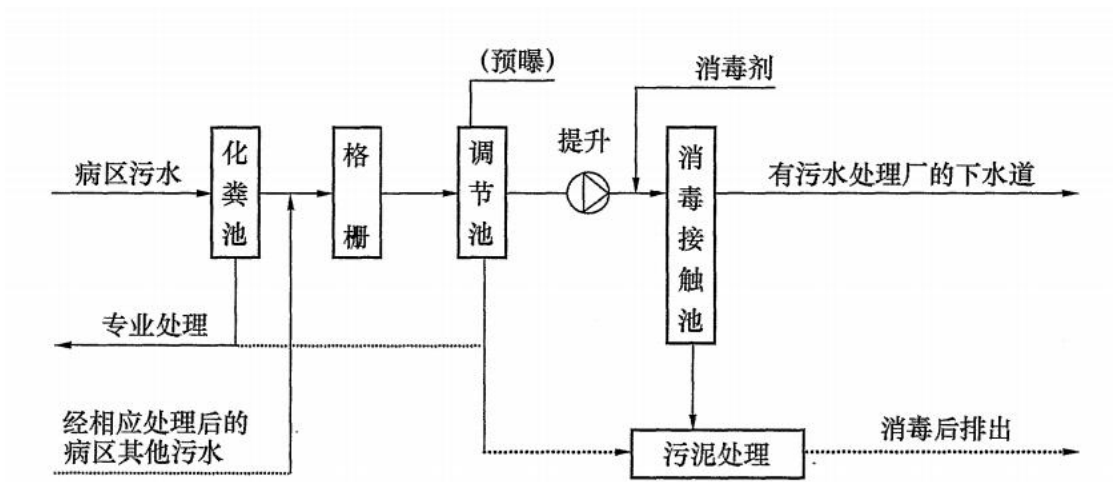 (预曝)
消毒剂
病区污水
化粪池
格栅
调节池
提升
消毒接触池
有污水处理厂的下水道
专业处理
经相应处理后的
病区其他污水
污泥处理
消毒后排出